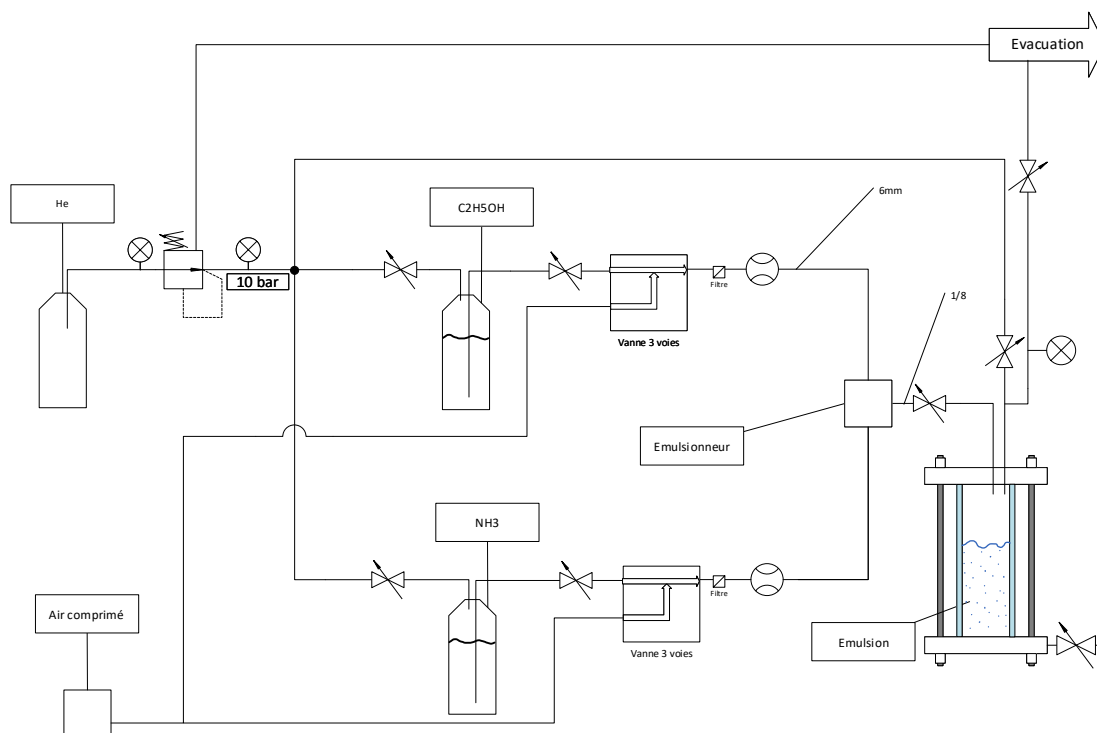 Evacuation
He
C2H5OH
6mm
10 bar
Filtre
Vanne 3 voies
1/8
Emulsionneur
NH3
Filtre
Air comprimé
Vanne 3 voies
Emulsion